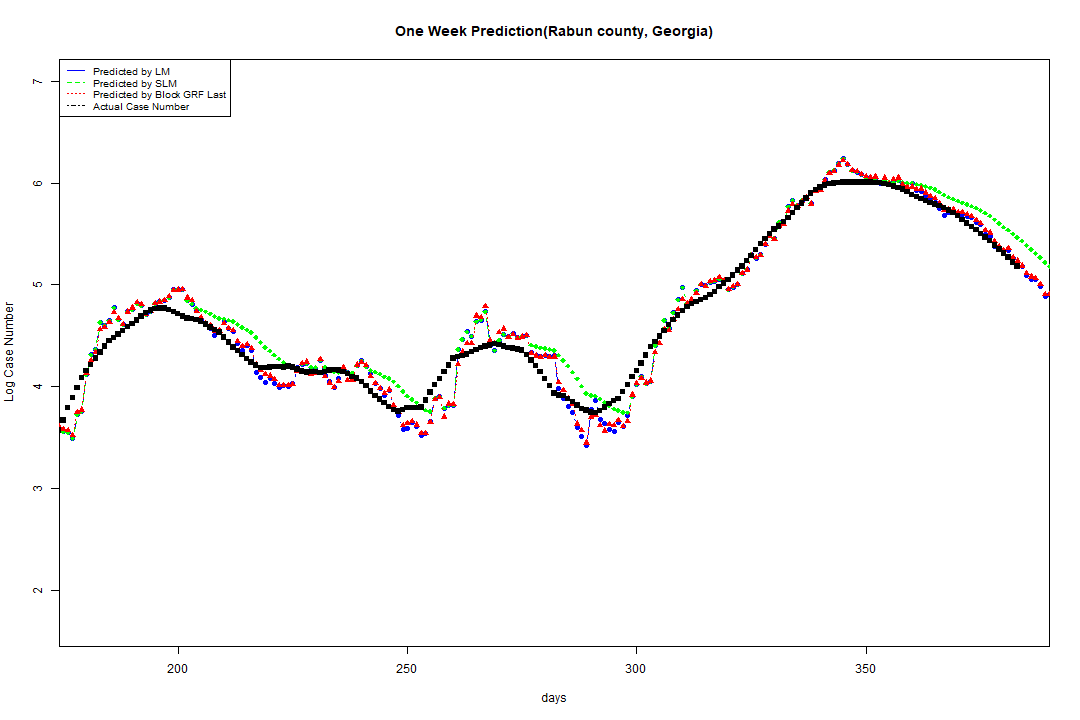 One Week Prediction(Rabun county, Georgia)
Predicted by LM
Predicted by SLM
Predicted by Block GRF Last
Actual Case Number
7
6
5
4
3
2
Log Case Number
200
250
300
350
days